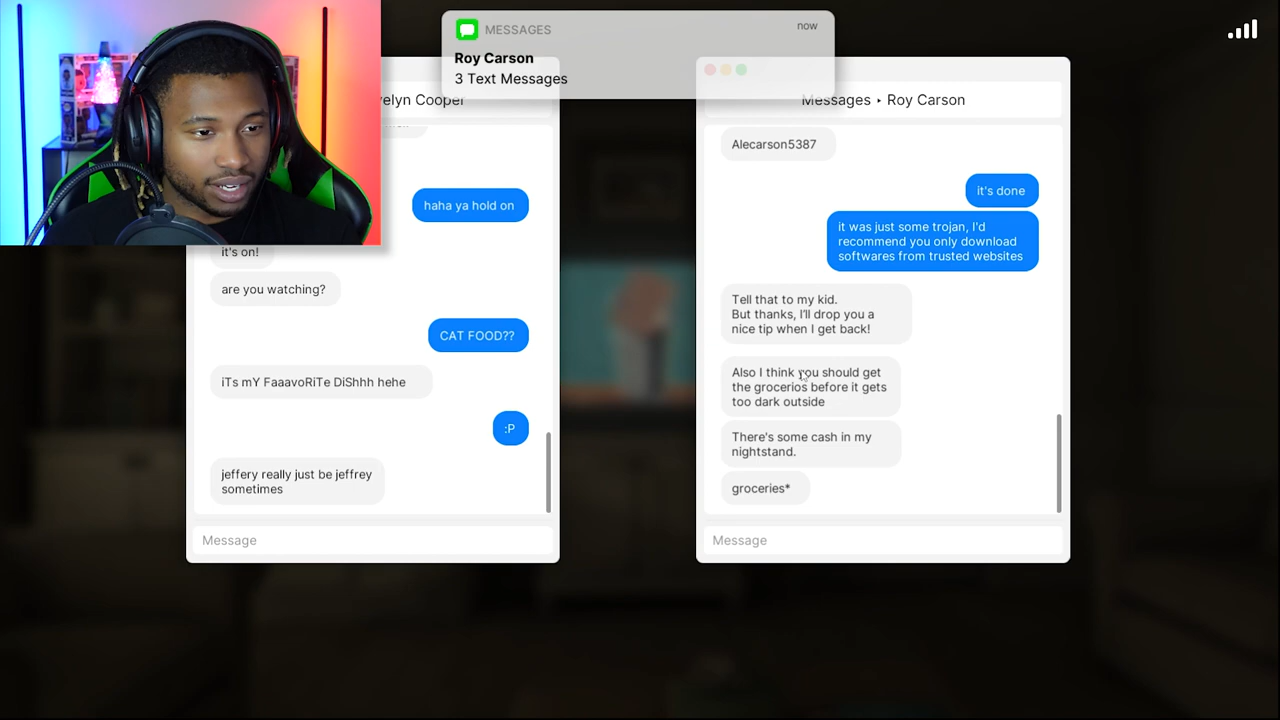 MESSAGES
now
Roy Carson
3 Text Messages
velyn Cooper
haha ya hold on
it's on!
are you watching?
CAT FOOD??
iTs mY FaaavoRiTe DiShhh hehe
:P
jeffery really just be jeffrey
sometimes
Message
Messages ▸ Roy Carson
Alecarson5387
it's done
it was just some trojan, I'd
recommend you only download
softwares from trusted websites
Tell that to my kid.
But thanks, I'll drop you a
nice tip when I get back!
Also I think you should get
the grocerios before it gets
too dark outside
There's some cash in my
nightstand.
groceries*
Message